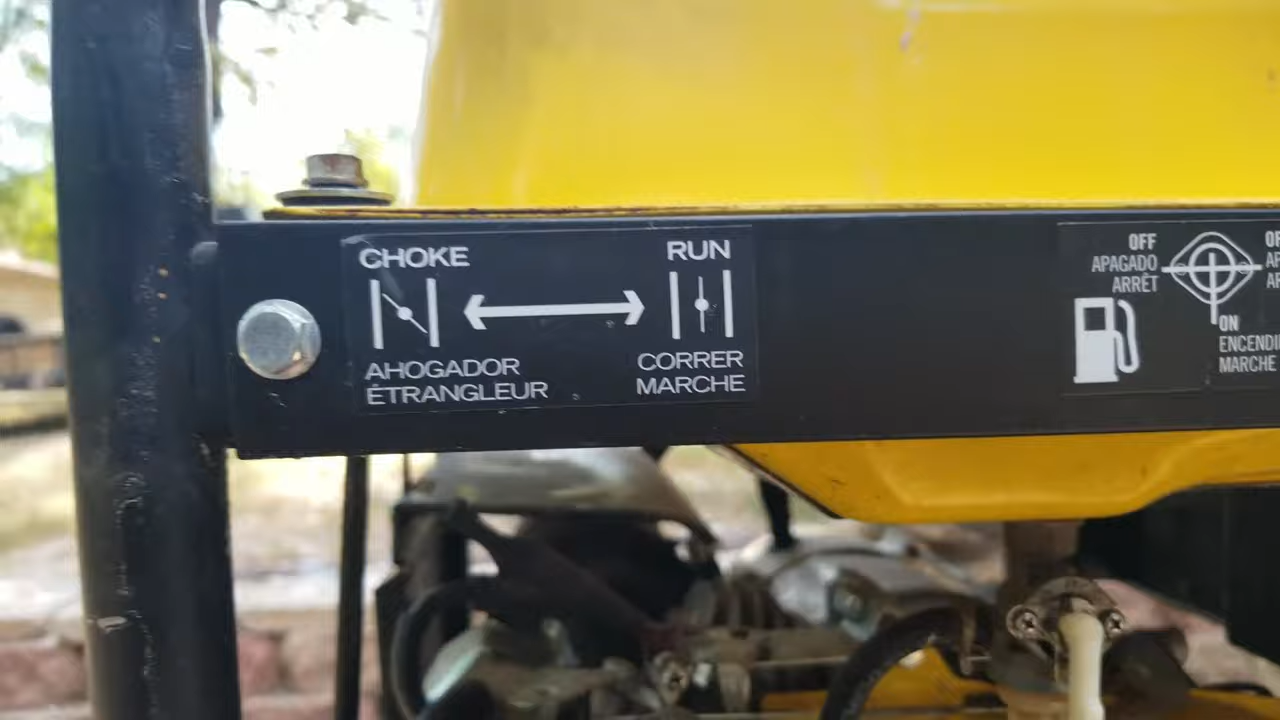 CHOKE
RUN
AHOGADOR
ÉTRANGLEUR
CORRER
MARCHE
OFF
APAGADO
ARRÊT
ON
MARCHE